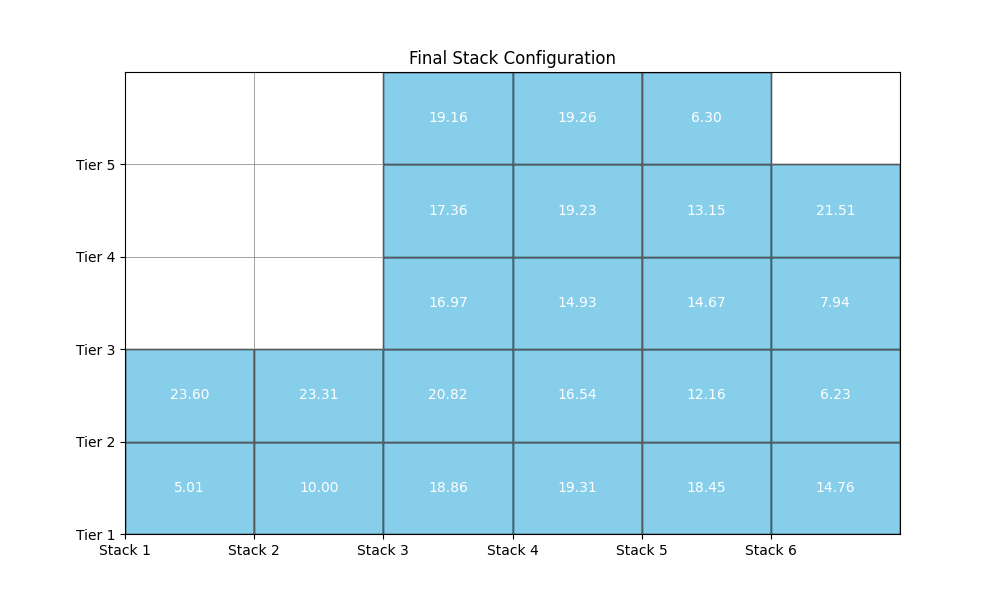 Final Stack Configuration
19.16 19.26 6.30
Tier 5
17.36 19.23 13.15 21.51
Tier 4
16.97 14.93 14.67 7.94
Tier 3
23.60 23.31 20.82 16.54 12.16 6.23
Tier 2
5.01 10.00 18.86 19.31 18.45 14.76
Tier 1
Stack 1 Stack 2 Stack 3 Stack 4 Stack 5 Stack 6